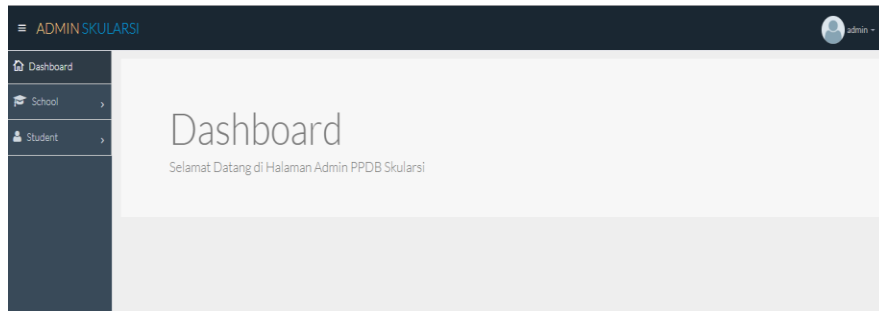 ADMIN SKULARSI
admin
Dashboard
School
Student
Dashboard
Selamat Datang di Halaman Admin PPDB Skularsi